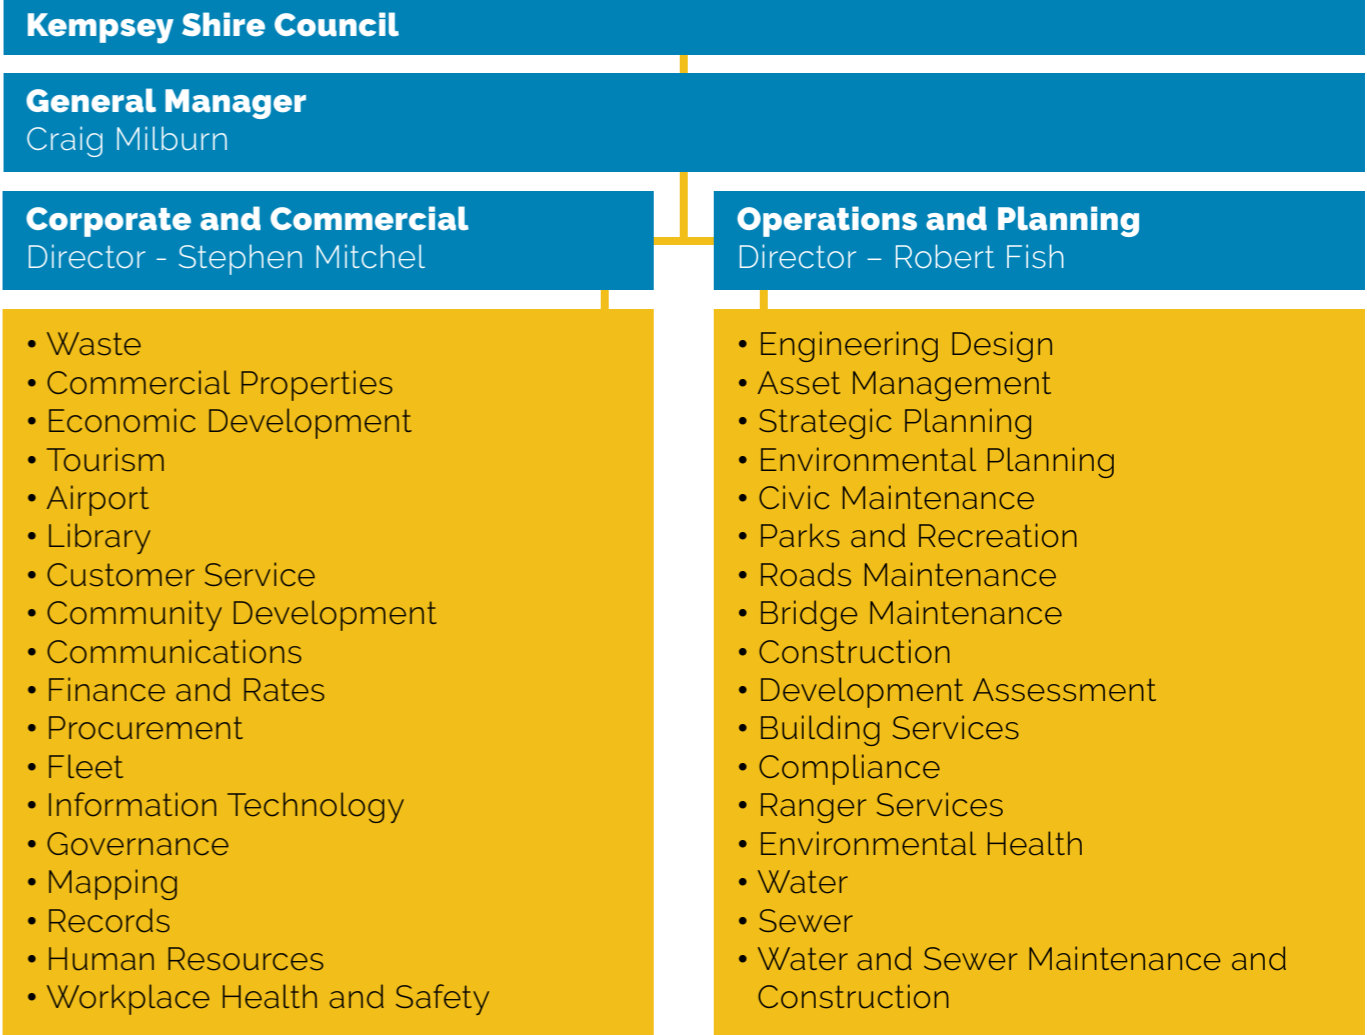 Kempsey Shire Council
General Manager
Craig Milburn
Corporate and Commercial
Director - Stephen Mitchel
• Waste
• Commercial Properties
• Economic Development
• Tourism
• Airport
• Library
• Customer Service
• Community Development
• Communications
• Finance and Rates
• Procurement
• Fleet
• Information Technology
• Governance
• Mapping
• Records
• Human Resources
• Workplace Health and Safety
Operations and Planning
Director – Robert Fish
• Engineering Design
• Asset Management
• Strategic Planning
• Environmental Planning
• Civic Maintenance
• Parks and Recreation
• Roads Maintenance
• Bridge Maintenance
• Construction
• Development Assessment
• Building Services
• Compliance
• Ranger Services
• Environmental Health
• Water
• Sewer
• Water and Sewer Maintenance and
Construction